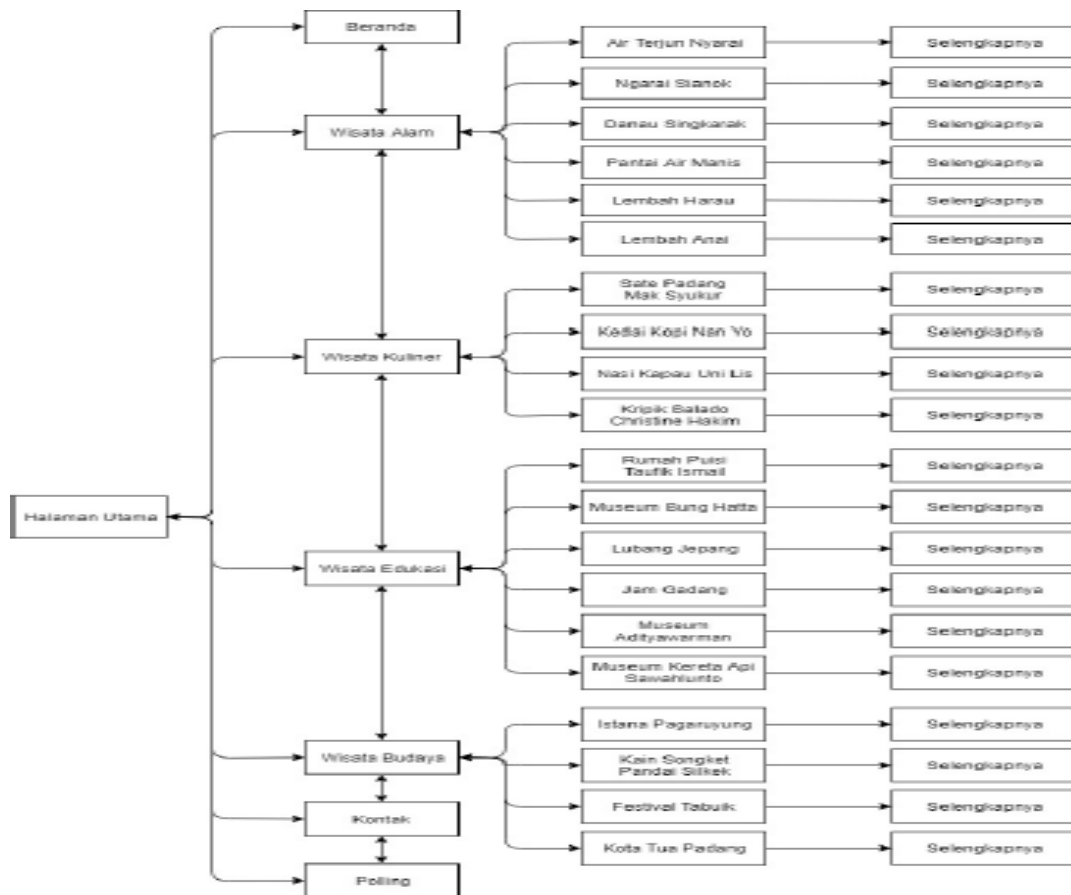 Beranda
Air Terjun Nyarai
Selengkapnya
Ngarai Sianok
Selengkapnya
Wisata Alam
Danau Singkarak
Selengkapnya
Pantai Air Manis
Selengkapnya
Lembah Harau
Selengkapnya
Lembah Anai
Selengkapnya
Sate Padang
Mak Syukur
Selengkapnya
Kedai Kopi Nan Yo
Selengkapnya
Wisata Kuliner
Nasi Kapau Uni Lis
Selengkapnya
Kripik Balado
Christine Hakim
Selengkapnya
Rumah Puisi
Taufik Ismail
Selengkapnya
Halaman Utama
Museum Bung Hatta
Selengkapnya
Lubang Jepang
Selengkapnya
Wisata Edukasi
Jam Gadang
Selengkapnya
Museum
Adityawarman
Selengkapnya
Museum Kereta Api
Sawahlunto
Selengkapnya
Istana Pagaruyung
Selengkapnya
Wisata Budaya
Kain Songket
Pandai Silkek
Selengkapnya
Festival Tabuik
Selengkapnya
Kontak
Kota Tua Padang
Selengkapnya
Polling